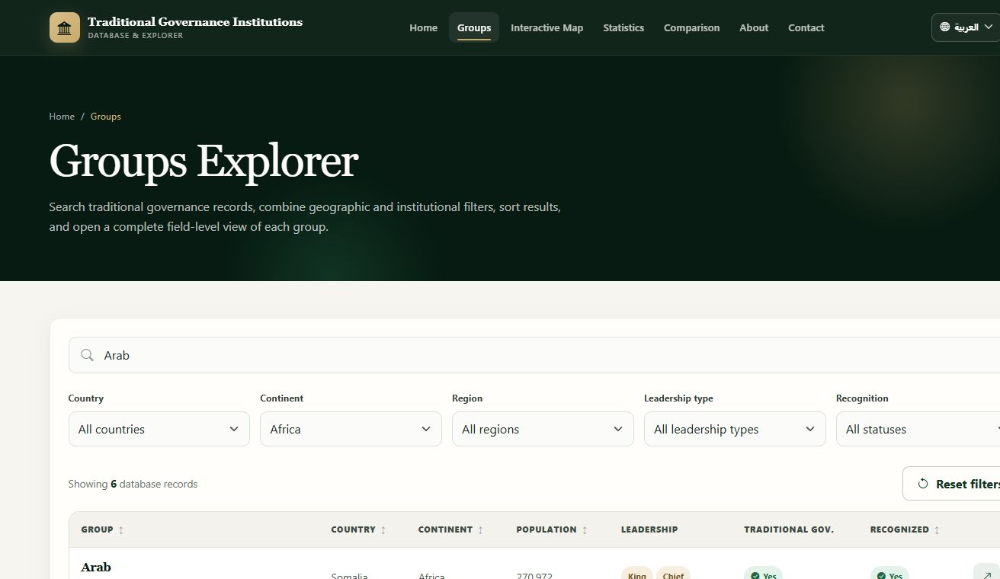 Traditional Governance Institutions
DATABASE & EXPLORER
Home Groups Interactive Map Statistics Comparison About Contact
العربية
Home / Groups
Groups Explorer
Search traditional governance records, combine geographic and institutional filters, sort results,
and open a complete field-level view of each group.
Arab
Country Continent Region Leadership type Recognition
All countries Africa All regions All leadership types All statuses
Showing 6 database records
Reset filters
GROUP COUNTRY CONTINENT POPULATION LEADERSHIP TRADITIONAL GOV. RECOGNIZED
Arab
Somalia Africa 270,972 King Chief Yes Yes